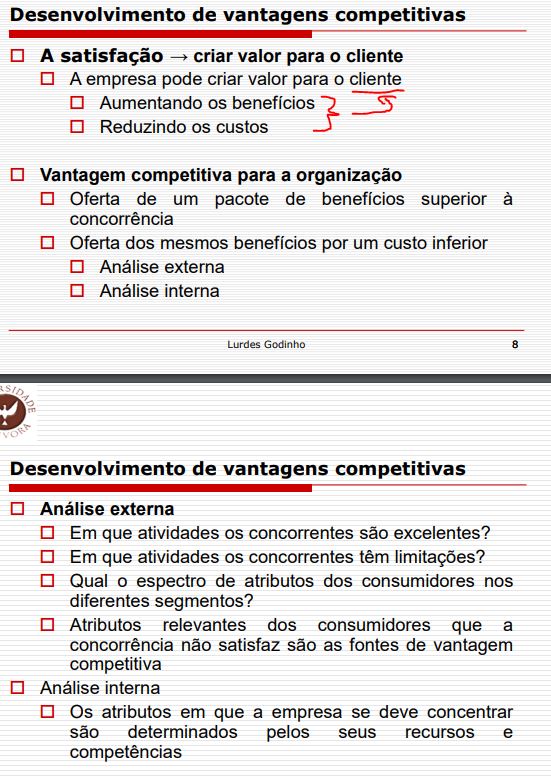 Desenvolvimento de vantagens competitivas
A satisfação → criar valor para o cliente
A empresa pode criar valor para o cliente
Aumentando os benefícios
Reduzindo os custos
Vantagem competitiva para a organização
Oferta de um pacote de benefícios superior à
concorrência
Oferta dos mesmos benefícios por um custo inferior
Análise externa
Análise interna
Lurdes Godinho 8
Desenvolvimento de vantagens competitivas
Análise externa
Em que atividades os concorrentes são excelentes?
Em que atividades os concorrentes têm limitações?
Qual o espectro de atributos dos consumidores nos
diferentes segmentos?
Atributos relevantes dos consumidores que a
concorrência não satisfaz são as fontes de vantagem
competitiva
Análise interna
Os atributos em que a empresa se deve concentrar
são determinados pelos seus recursos e
competências